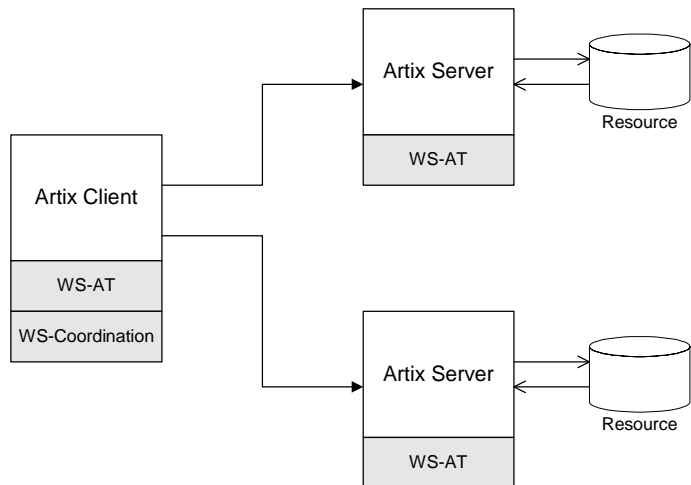 Artix Server
Resource
WS-AT
Artix Client
WS-AT
WS-Coordination
Artix Server
Resource
WS-AT